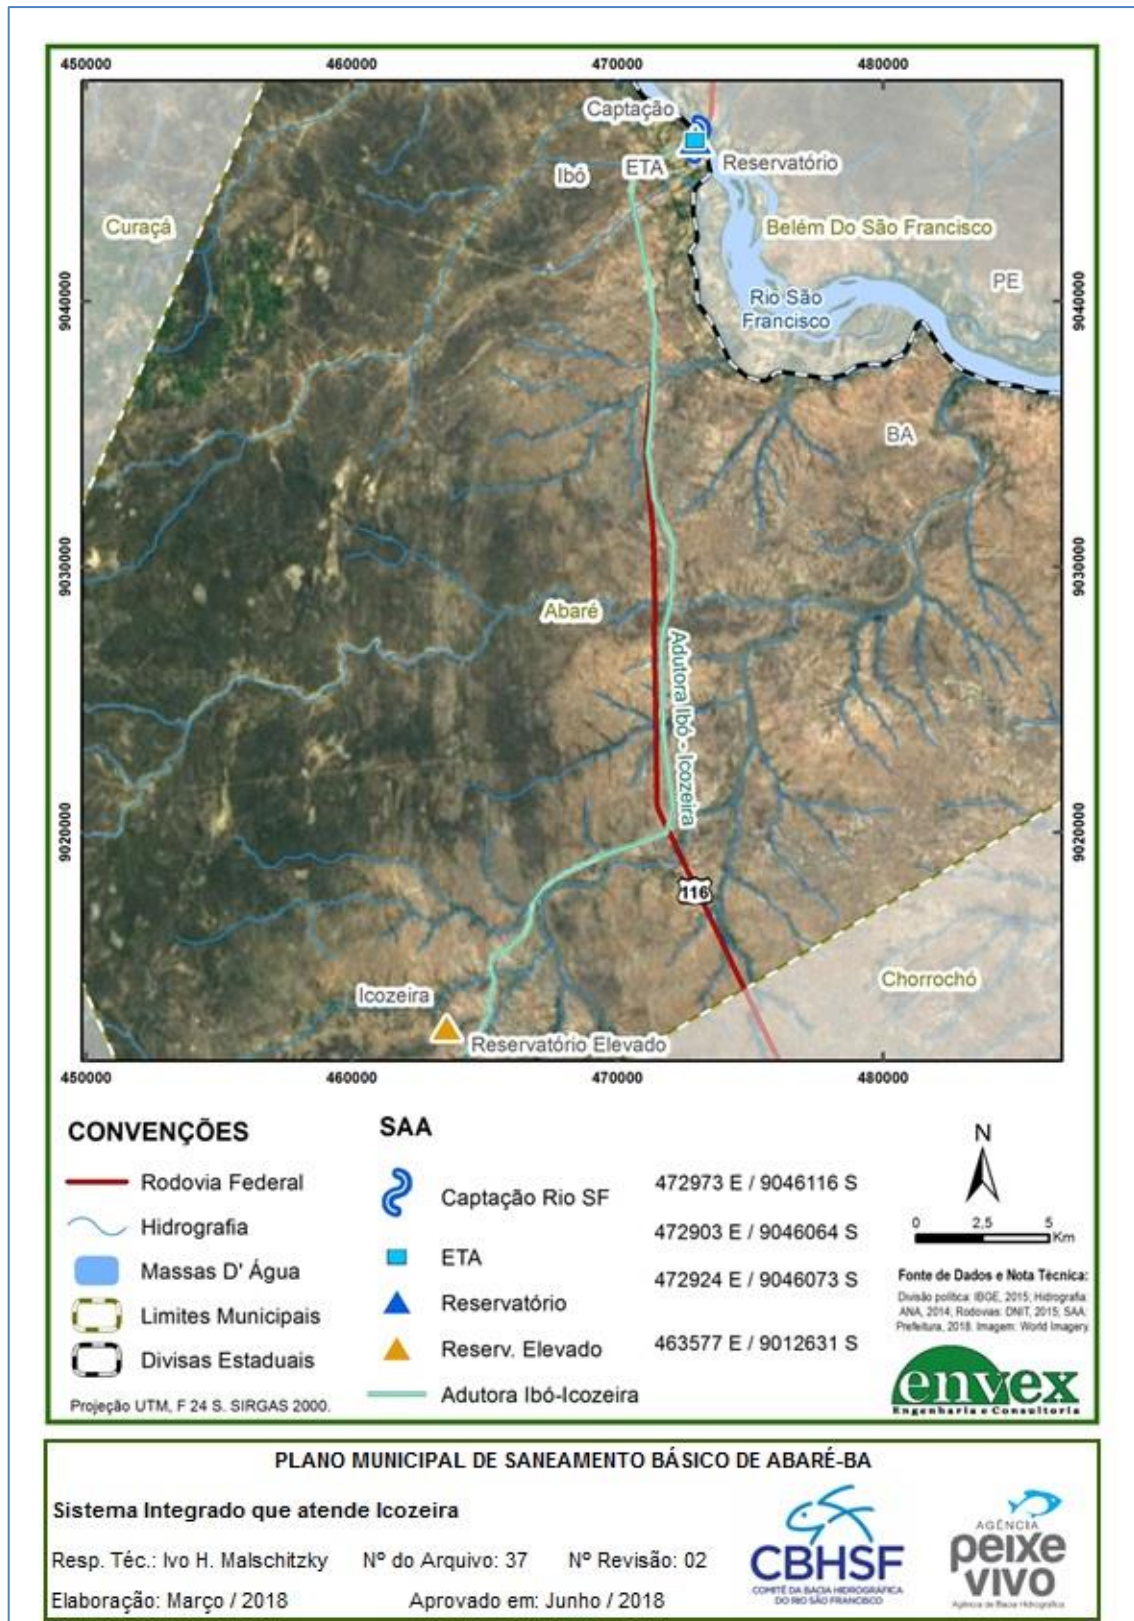 450000 460000 470000 480000
Captação
Ibó
ETA
Reservatório
Curaçá
Belém Do São Francisco
PE
9040000
Rio São
Francisco
9040000
BA
9030000
9030000
Abaré
Adutora Ibó - Icozeira
9020000
9020000
116
Chorrochó
Icozeira
Reservatório Elevado
450000 460000 470000 480000
CONVENÇÕES
Rodovia Federal
Hidrografia
Massas D' Água
Limites Municipais
Divisas Estaduais
Projeção UTM, F 24 S. SIRGAS 2000.
SAA
Captação Rio SF 472973 E / 9046116 S
ETA 472903 E / 9046064 S
Reservatório 472924 E / 9046073 S
Reserv. Elevado 463577 E / 9012631 S
Adutora Ibó-Icozeira
N
0 2,5 5
Km
Fonte de Dados e Nota Técnica:
Divisão política: IBGE, 2015; Hidrografia:
ANA, 2014; Rodovias: DNIT, 2015; SAA:
Prefeitura, 2018. Imagem: World Imagery.
envex
Engenharia e Consultoria
PLANO MUNICIPAL DE SANEAMENTO BÁSICO DE ABARÉ-BA
Sistema Integrado que atende Icozeira
Resp. Téc.: Ivo H. Malschitzky Nº do Arquivo: 37 Nº Revisão: 02
Elaboração: Março / 2018 Aprovado em: Junho / 2018
CBHSF
COMITÊ DA BACIA HIDROGRÁFICA
DO RIO SÃO FRANCISCO
AGÊNCIA
peixe
vivo
Agência de Bacia Hidrográfica